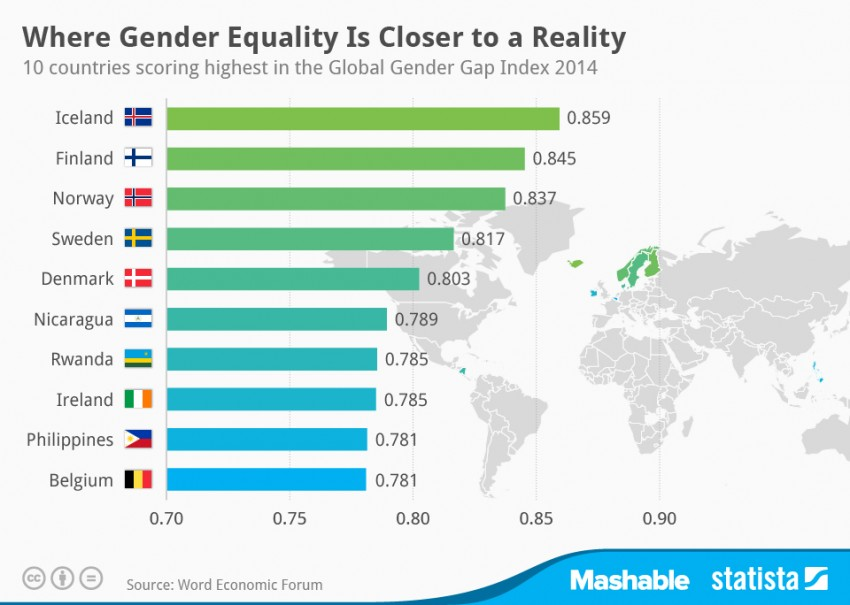 Where Gender Equality Is Closer to a Reality
10 countries scoring highest in the Global Gender Gap Index 2014
Iceland 0.859
Finland 0.845
Norway 0.837
Sweden 0.817
Denmark 0.803
Nicaragua 0.789
Rwanda 0.785
Ireland 0.785
Philippines 0.781
Belgium 0.781
0.70 0.75 0.80 0.85 0.90
cc
Source: Word Economic Forum
Mashable statista